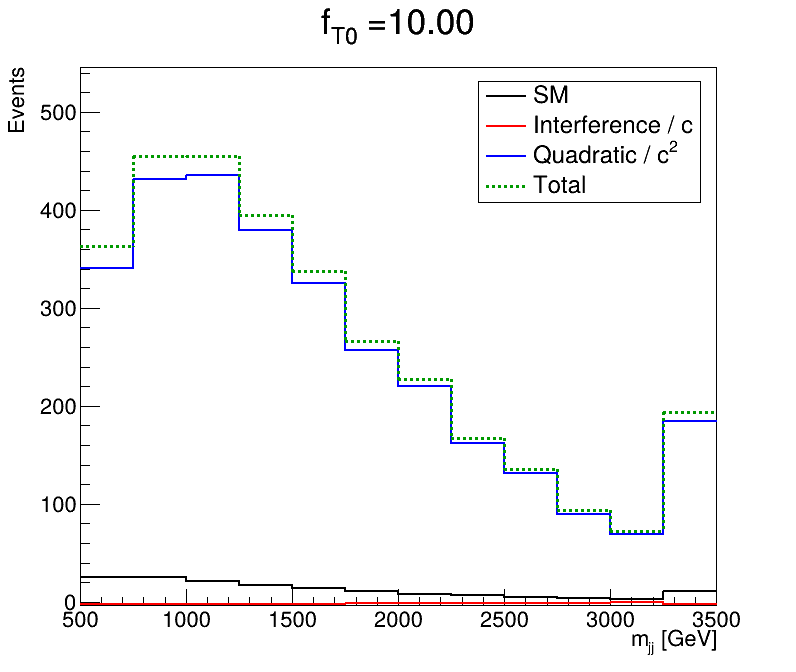 f_T0 =10.00
Events
SM
Interference / c
Quadratic / c²
Total
500
400
300
200
100
0
500 1000 1500 2000 2500 3000 3500
m_jj [GeV]